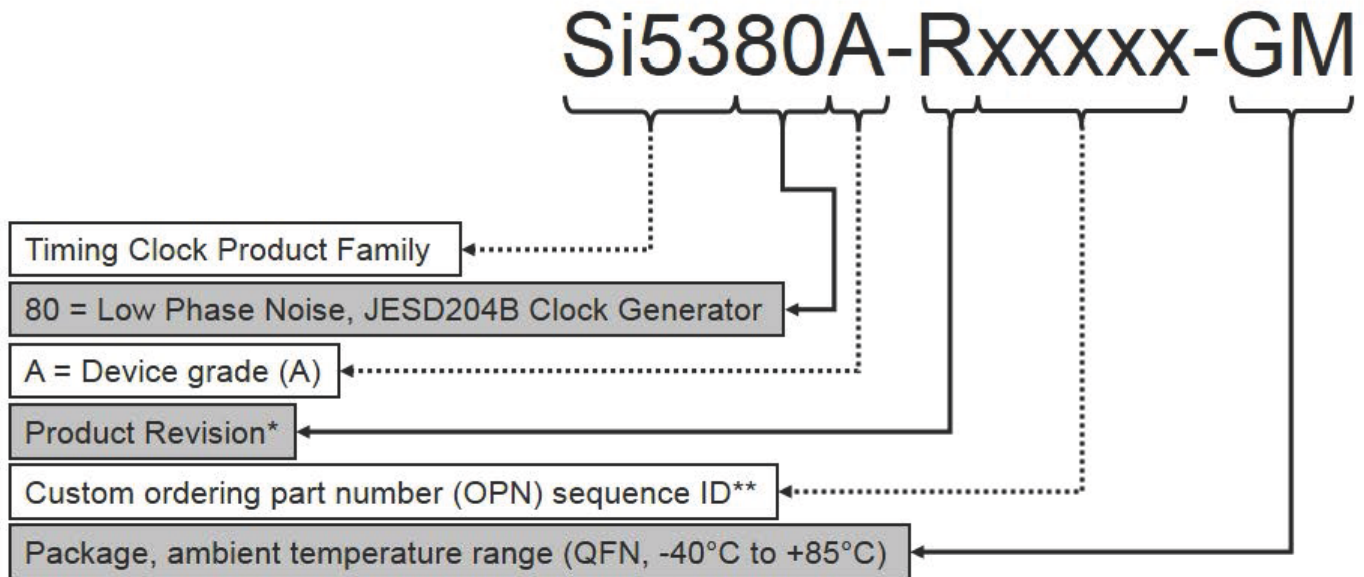 Si5380A-Rxxxxx-GM
Timing Clock Product Family
80 = Low Phase Noise, JESD204B Clock Generator
A = Device grade (A)
Product Revision*
Custom ordering part number (OPN) sequence ID**
Package, ambient temperature range (QFN, -40°C to +85°C)